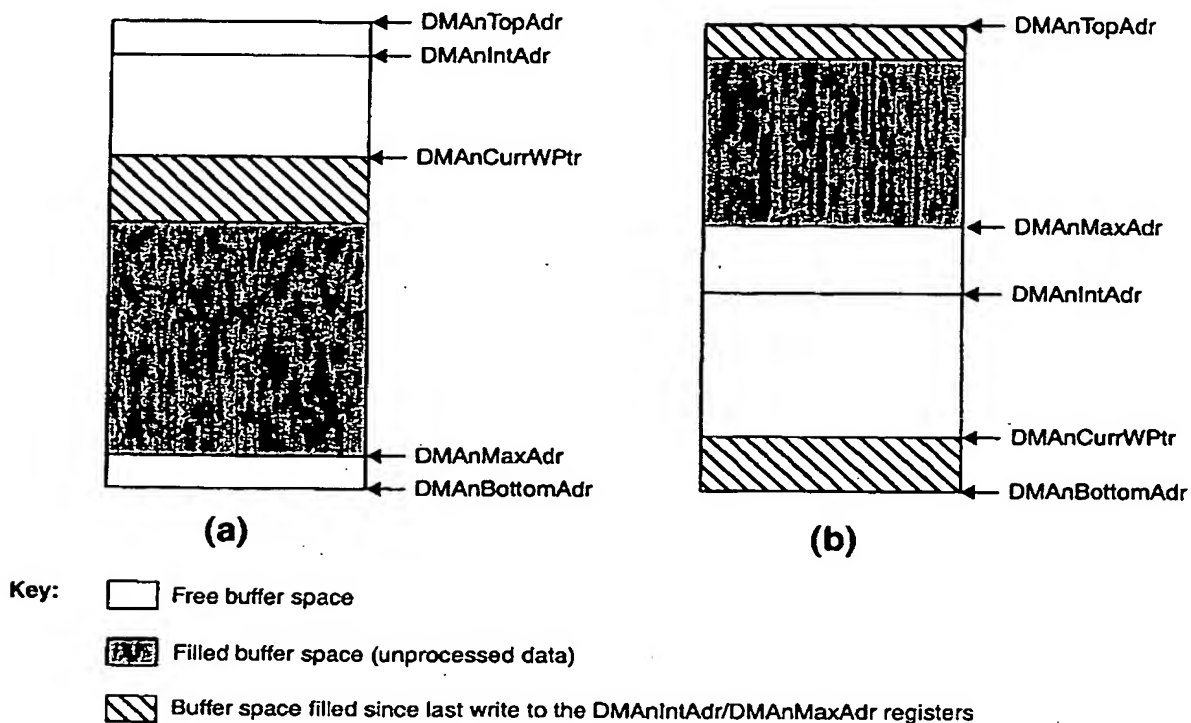 DMAnTopAdr
DMAnIntAdr
DMAnCurrWPtr
DMAnMaxAdr
DMAnBottomAdr
(a)
DMAnTopAdr
DMAnMaxAdr
DMAnIntAdr
DMAnCurrWPtr
DMAnBottomAdr
(b)
Key:
Free buffer space
Filled buffer space (unprocessed data)
Buffer space filled since last write to the DMAnIntAdr/DMAnMaxAdr registers